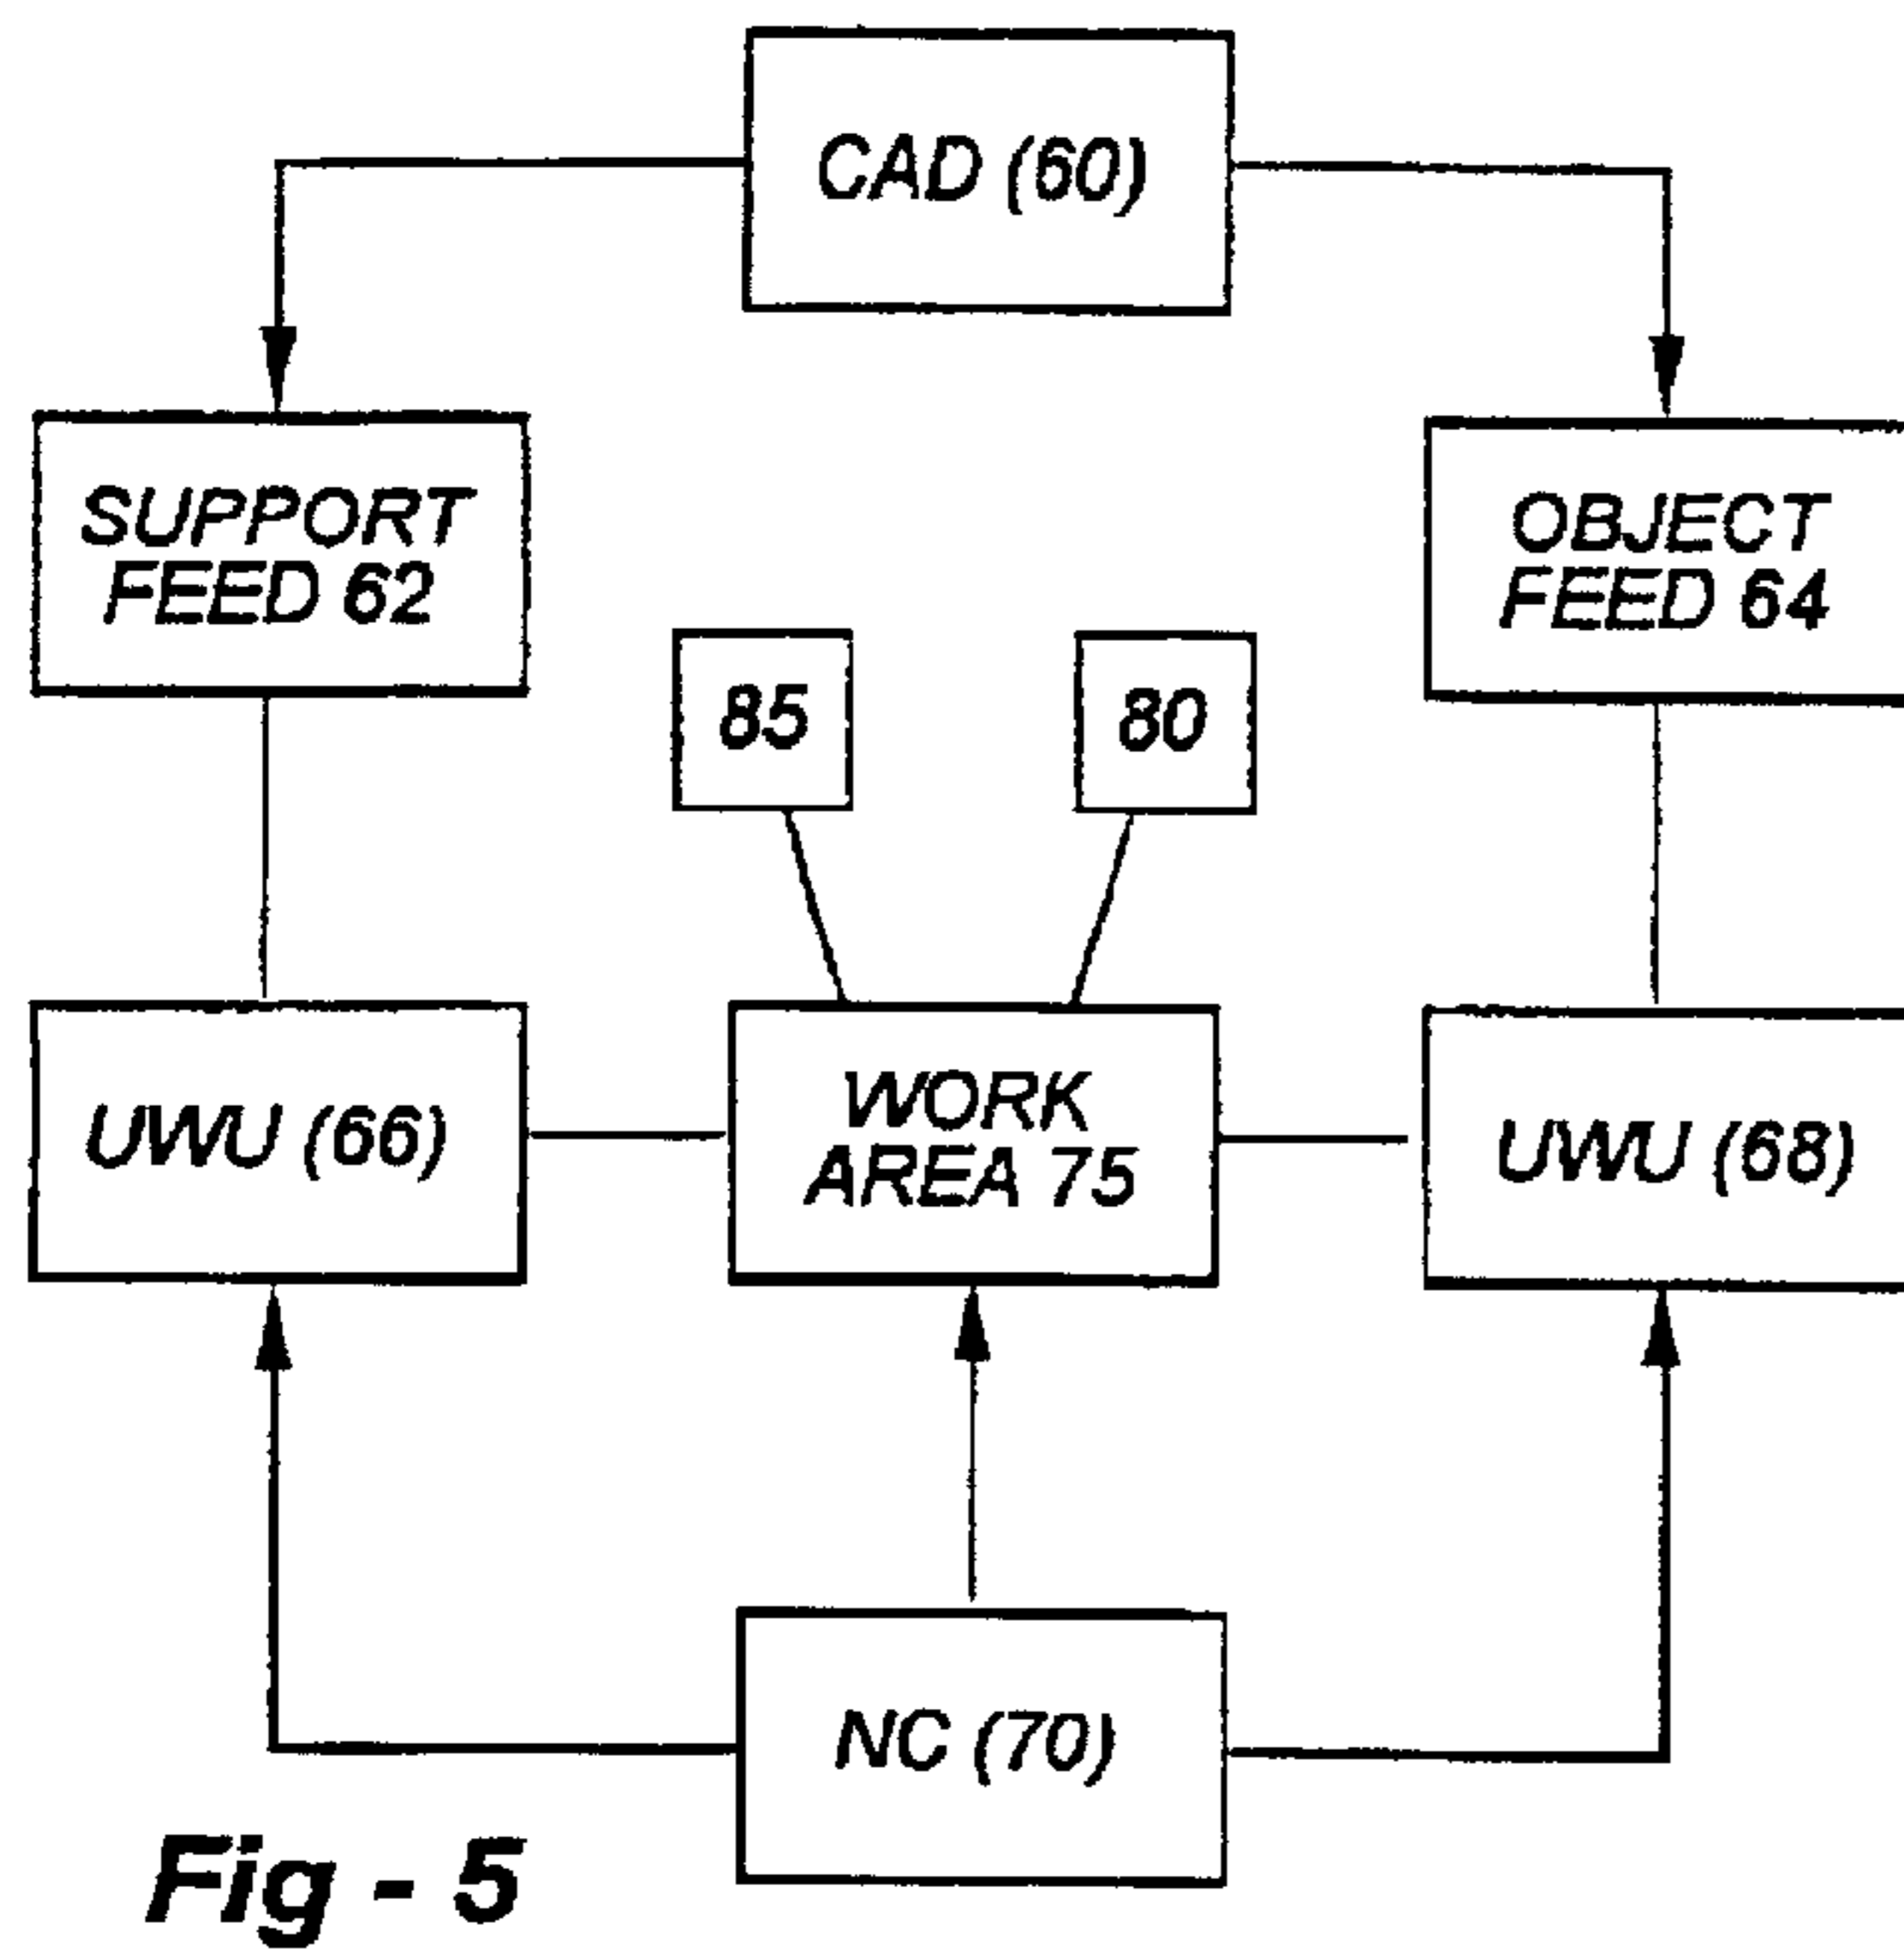 CAD (60)
SUPPORT
FEED 62
OBJECT
FEED 64
85
80
UWU (66)
WORK
AREA 75
UWU (68)
NC (70)
Fig - 5